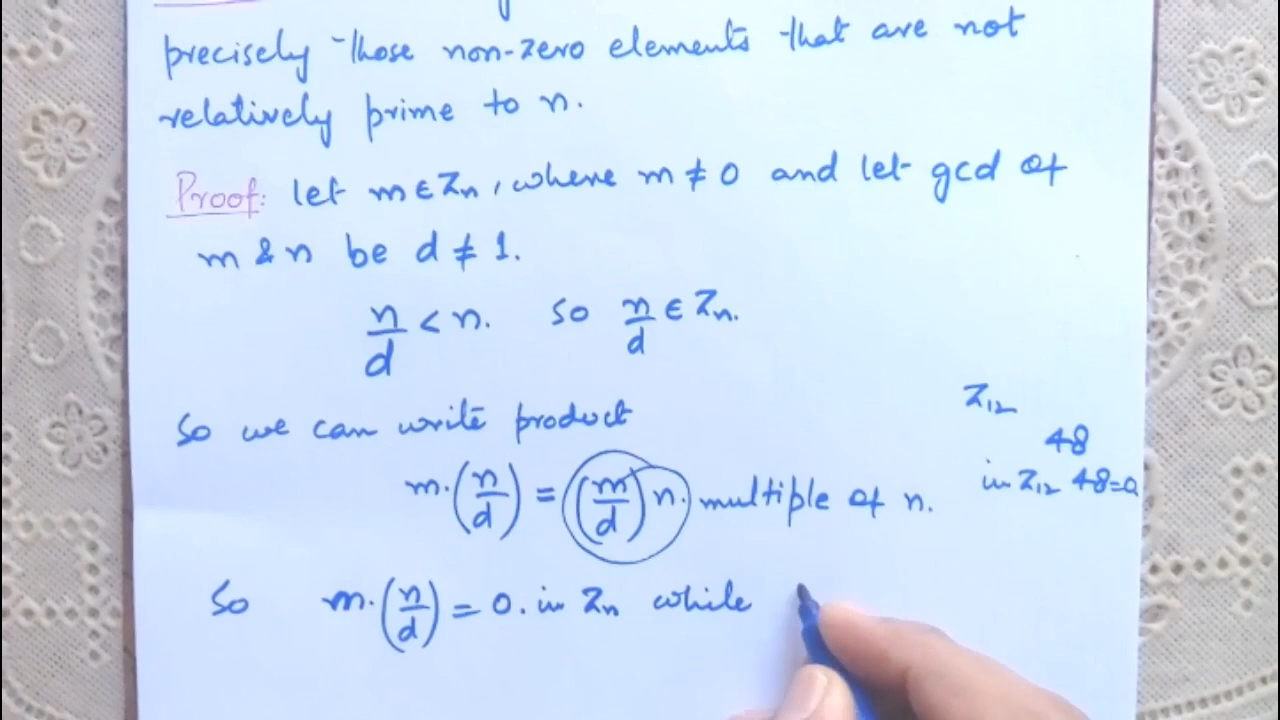 precisely those non-zero elements that are not
relatively prime to n.
Proof: let m ∈ Zn, where m ≠ 0 and let gcd of
m & n be d ≠ 1.
n/d < n. so n/d ∈ Zn.
So we can write product
m·(n/d) = (m/d) n. multiple of n.
Z12
48
in Z12 48=0
So m·(n/d) = 0. in Zn while